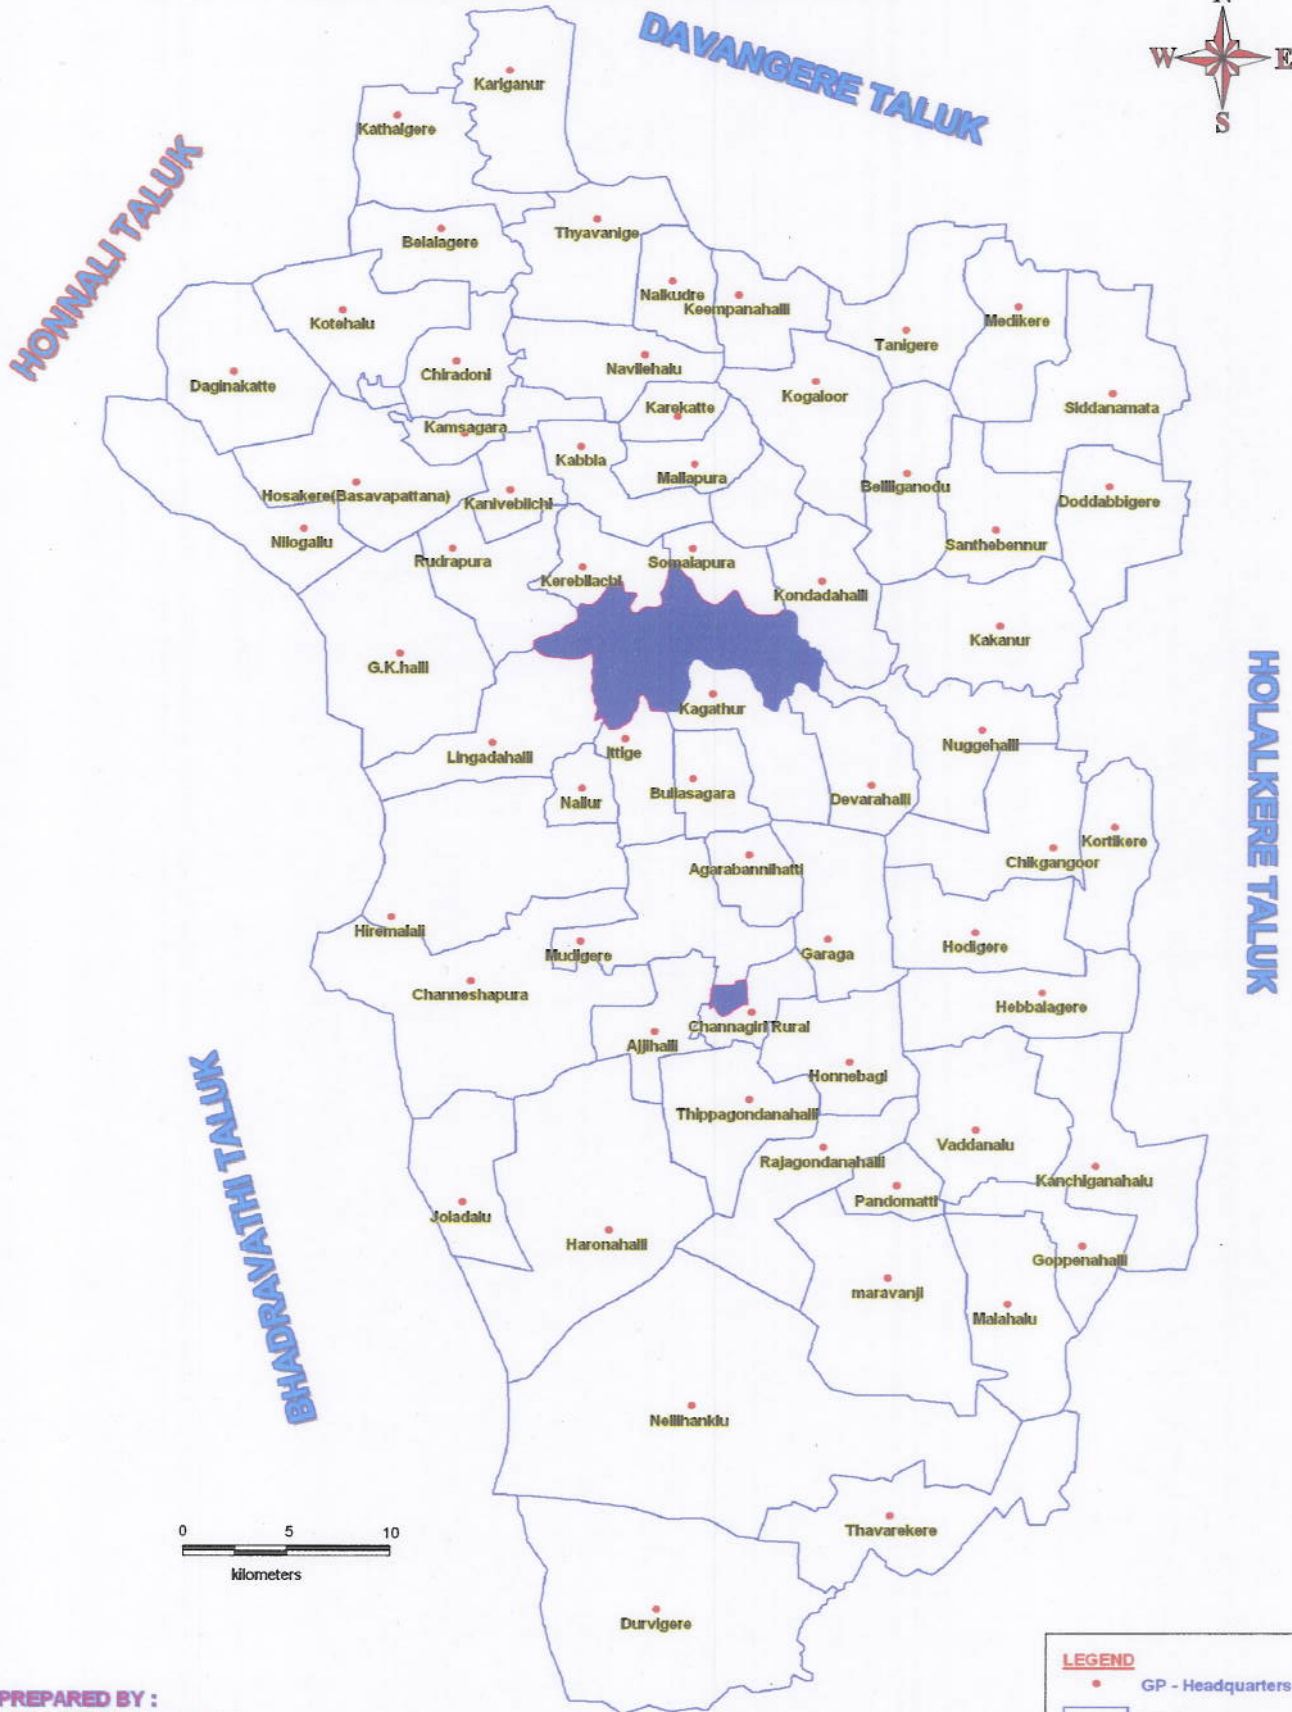 N
DAVANGERE TALUK
W
E
S
Kariganur
Kathalgere
HONNALI TALUK
Thyavanige
Belalagere
Nalkudre
Keempanahalli
Kotehalu
Medikere
Tanigere
Navilehalu
Chiradoni
Daginakatte
Kogaloor
Karekatte
Siddanamata
Kamsagara
Kabbla
Mallapura
Belliganodu
Hosakere(Basavapattana)
Kanivebilchi
Doddabbigere
Nilogallu
Santhebennur
Rudrapura
Somalapura
Kerebilachi
Kondadahalli
Kakanur
G.K.halli
HOLALKERE TALUK
Kagathur
Nuggehalli
Lingadahalli
Ittige
Nallur
Bullasagara
Devarahalli
Kortikere
Chikgangoor
Agarabannihatti
Hiremalali
Hodigere
Mudigere
Garaga
Channeshapura
Hebbalagere
Channagiri Rural
Ajjihalli
BHADRAVATHI TALUK
Honnebagi
Thippagondanahalli
Vaddanalu
Rajagondanahalli
Kanchiganahalu
Pandomatti
Joladalu
Haronahalli
Goppenahalli
maravanji
Malahalu
Nellihanklu
0 5 10
kilometers
Thavarekere
Durvigere
LEGEND
GP - Headquarters
PREPARED BY :